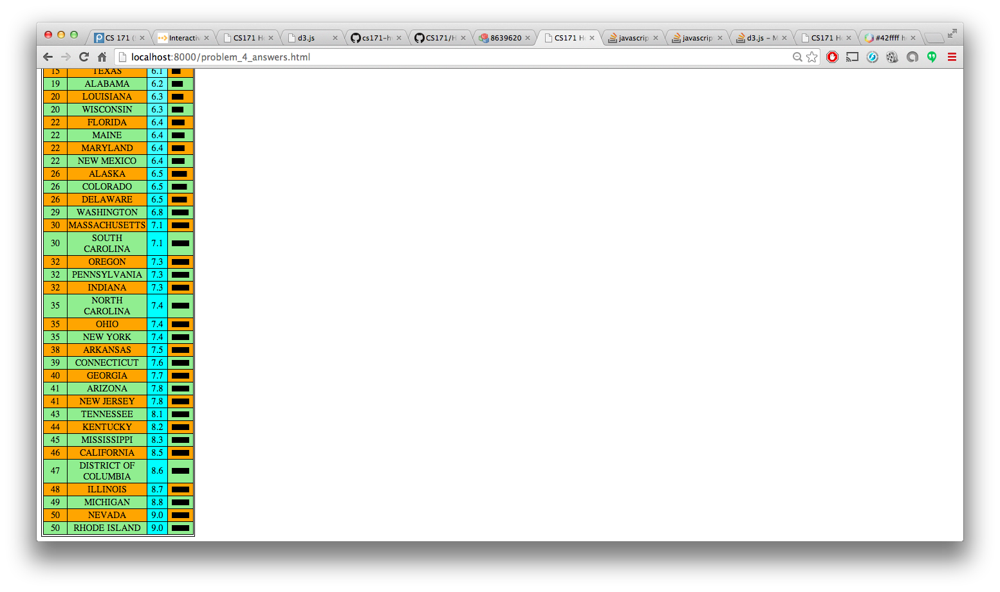 CS 171 (
Interactiv
CS171 Ho
d3.js
cs171-h
CS171/H
8639620
CS171 Ho
javascrip
javascrip
d3.js - M
CS171 Ho
#42ffff h
localhost:8000/problem_4_answers.html
15 TEXAS 6.1
19 ALABAMA 6.2
20 LOUISIANA 6.3
20 WISCONSIN 6.3
22 FLORIDA 6.4
22 MAINE 6.4
22 MARYLAND 6.4
22 NEW MEXICO 6.4
26 ALASKA 6.5
26 COLORADO 6.5
26 DELAWARE 6.5
29 WASHINGTON 6.8
30 MASSACHUSETTS 7.1
30 SOUTH CAROLINA 7.1
32 OREGON 7.3
32 PENNSYLVANIA 7.3
32 INDIANA 7.3
35 NORTH CAROLINA 7.4
35 OHIO 7.4
35 NEW YORK 7.4
38 ARKANSAS 7.5
39 CONNECTICUT 7.6
40 GEORGIA 7.7
41 ARIZONA 7.8
41 NEW JERSEY 7.8
43 TENNESSEE 8.1
44 KENTUCKY 8.2
45 MISSISSIPPI 8.3
46 CALIFORNIA 8.5
47 DISTRICT OF COLUMBIA 8.6
48 ILLINOIS 8.7
49 MICHIGAN 8.8
50 NEVADA 9.0
50 RHODE ISLAND 9.0